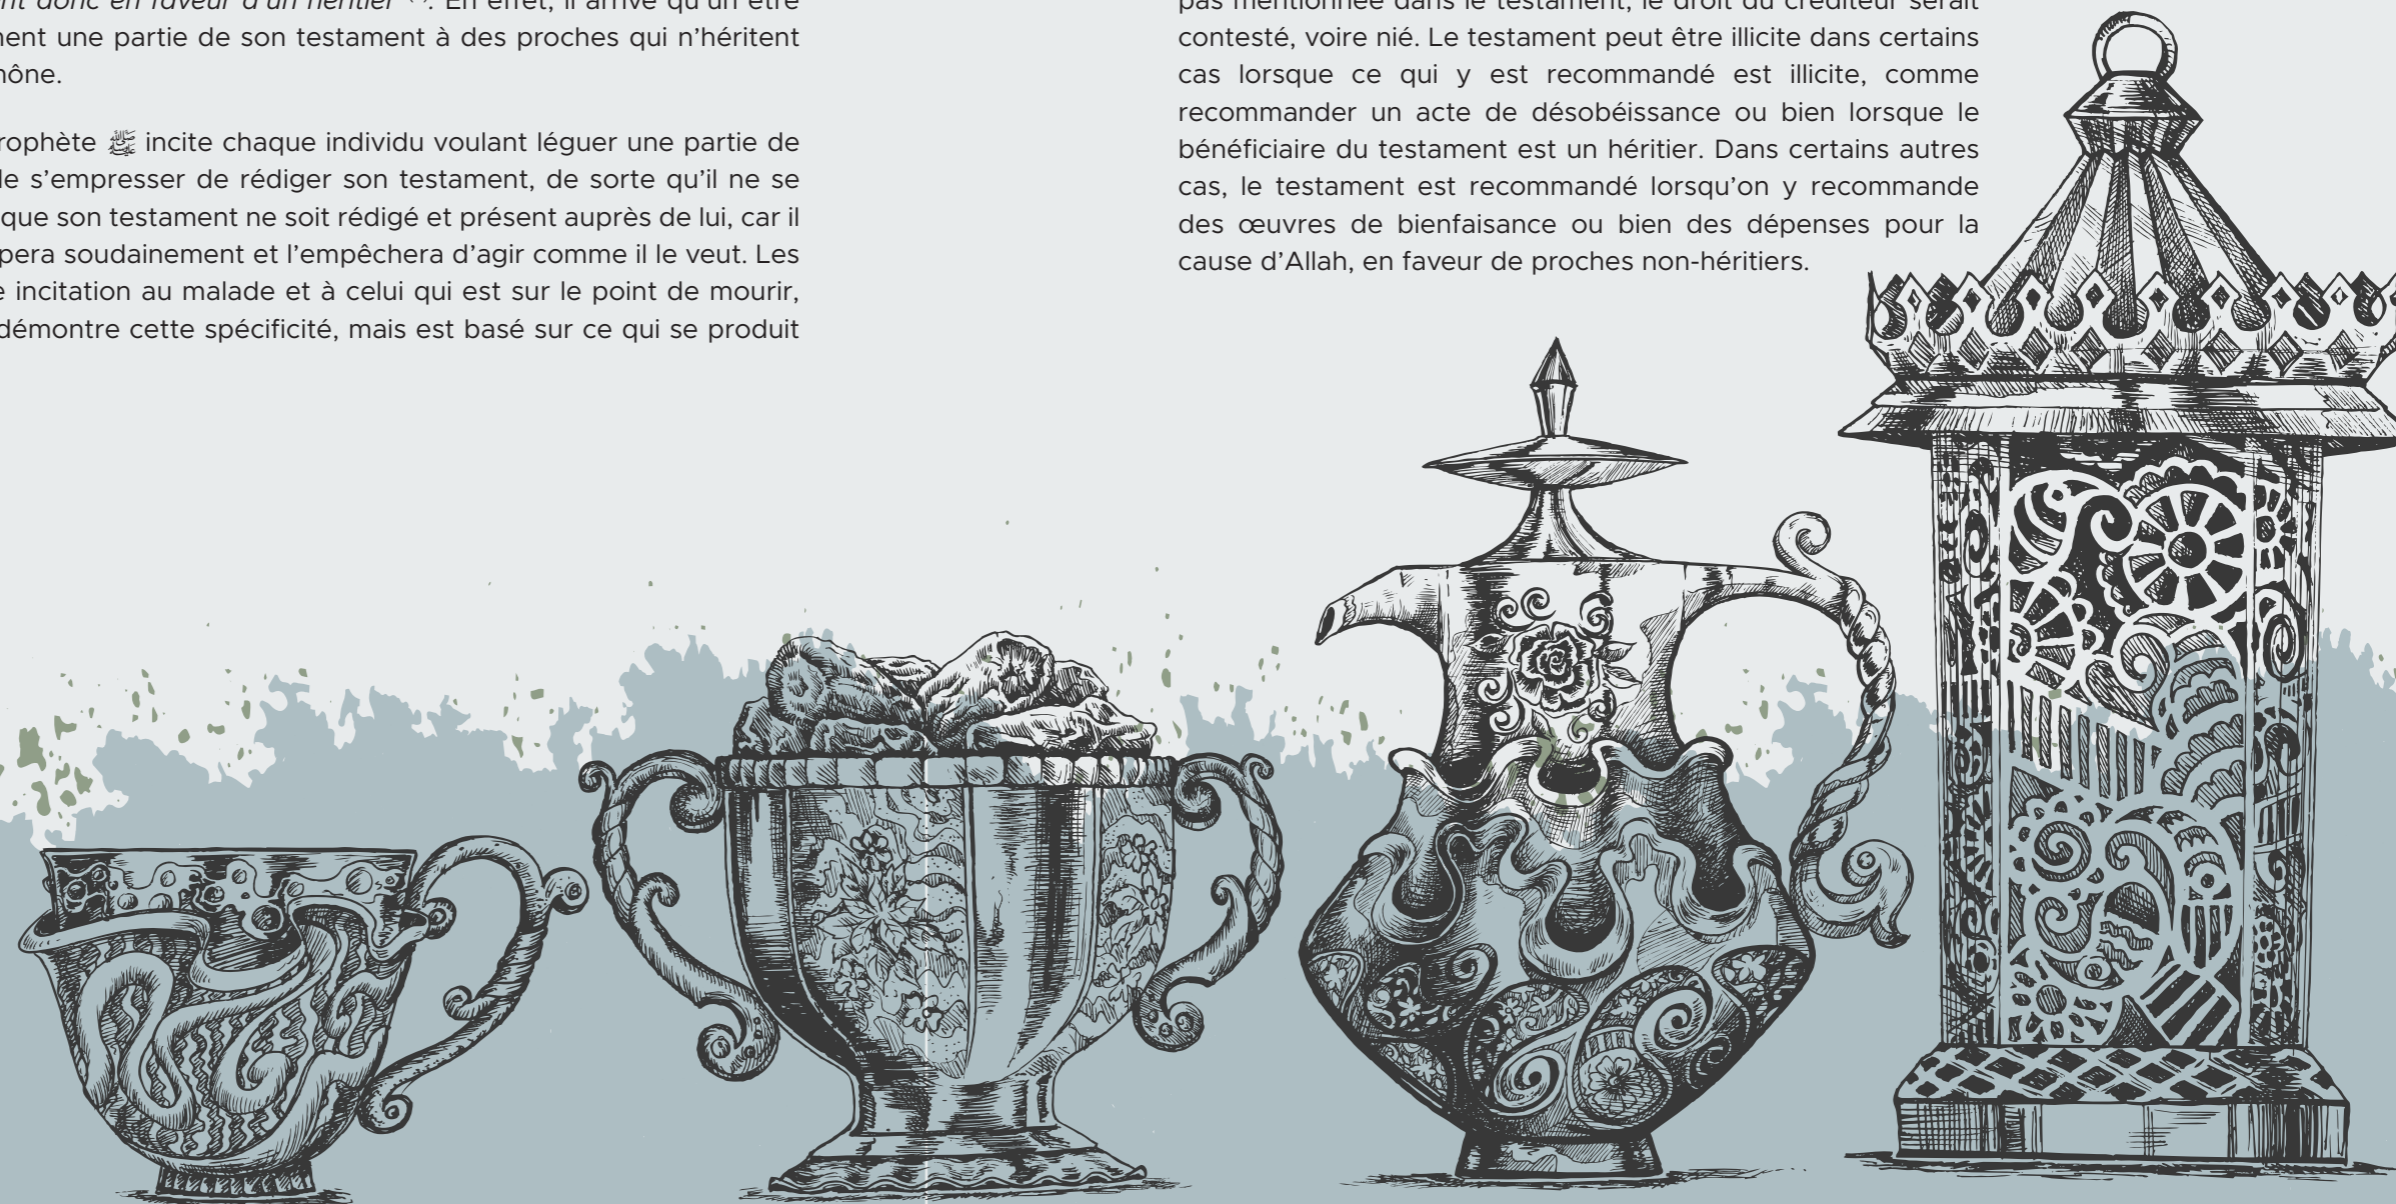 donc en faveur d'un héritier En effet, il arrive qu'un être
une partie de son testament à des proches qui n'héritent
prophète ﷺ incite chaque individu voulant léguer une partie de
s'empresser de rédiger son testament, de sorte qu'il ne se
que son testament ne soit rédigé et présent auprès de lui, car il
soudainement et l'empêchera d'agir comme il le veut. Les
incitation au malade et à celui qui est sur le point de mourir,
démontre cette spécificité, mais est basé sur ce qui se produit
pas mentionnée dans le testament, le droit du créditeur serait
contesté, voire nié. Le testament peut être illicite dans certains
cas lorsque ce qui y est recommandé est illicite, comme
recommander un acte de désobéissance ou bien lorsque le
bénéficiaire du testament est un héritier. Dans certains autres
cas, le testament est recommandé lorsqu'on y recommande
des œuvres de bienfaisance ou bien des dépenses pour la
cause d'Allah, en faveur de proches non-héritiers.